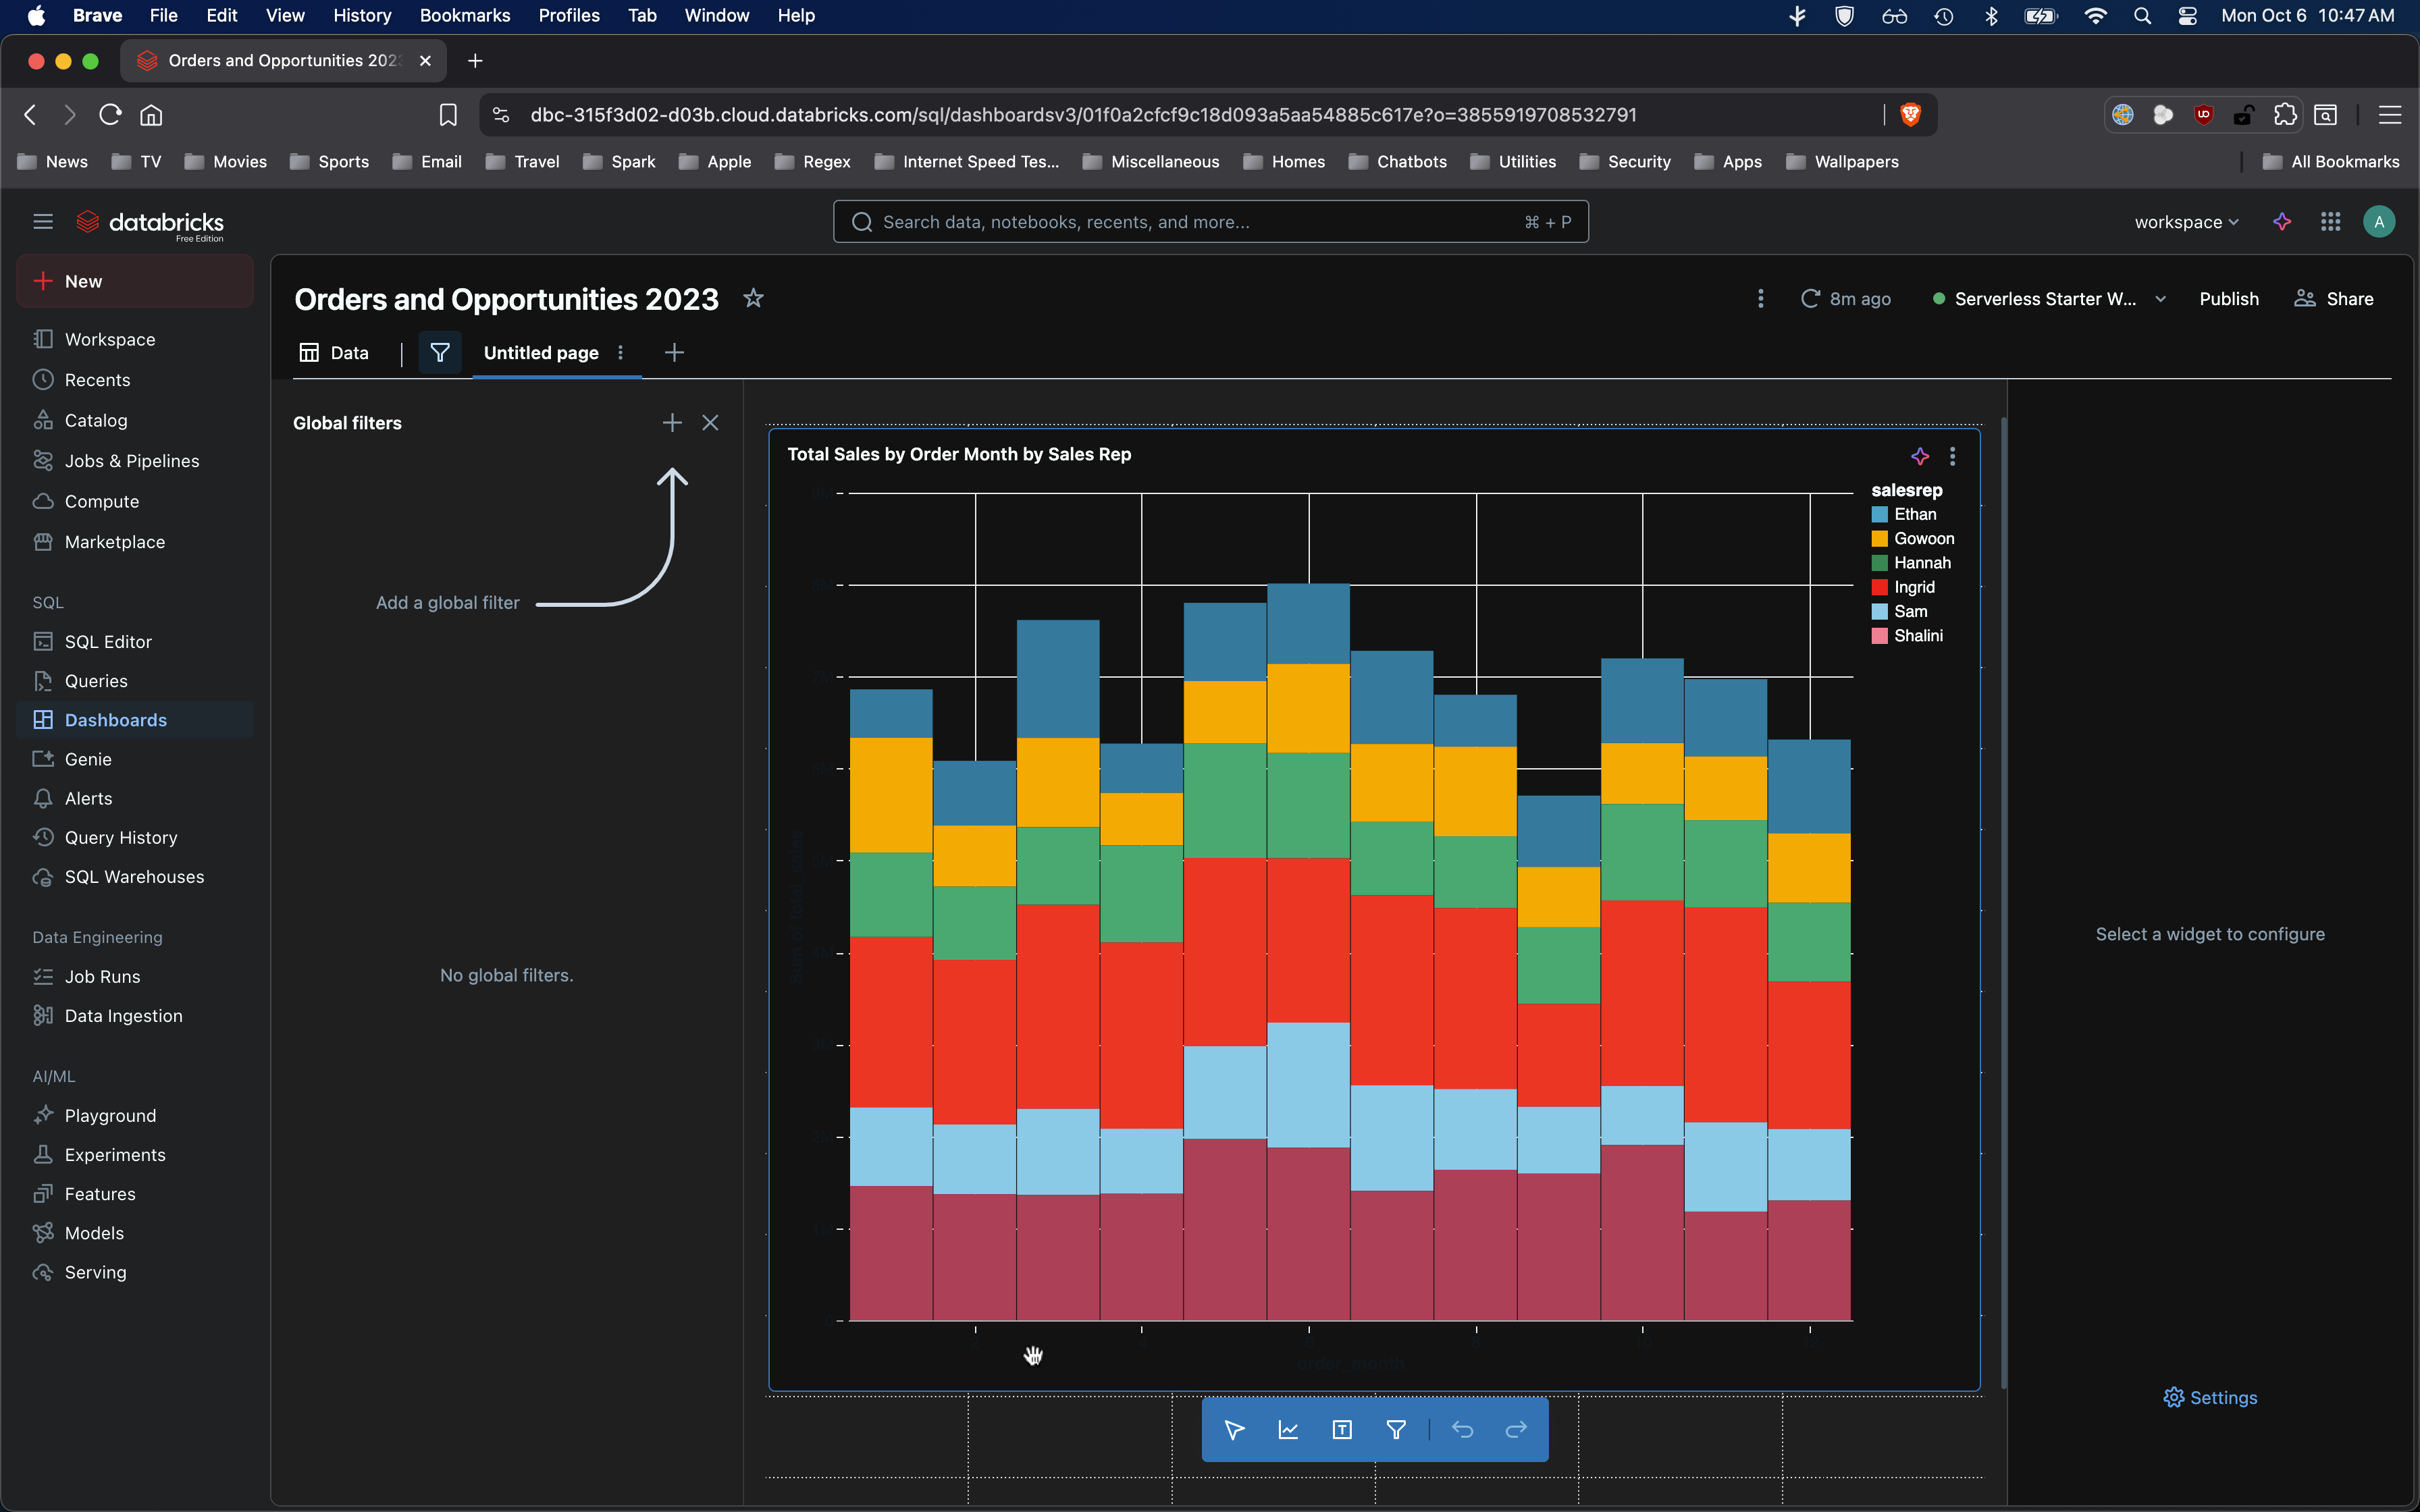 Brave File Edit View History Bookmarks Profiles Tab Window Help Mon Oct 6 10:47 AM
Orders and Opportunities 202
dbc-315f3d02-d03b.cloud.databricks.com/sql/dashboardsv3/01f0a2cfcf9c18d093a5aa54885c617e?o=3855919708532791
News TV Movies Sports Email Travel Spark Apple Regex Internet Speed Tes... Miscellaneous Homes Chatbots Utilities Security Apps Wallpapers All Bookmarks
databricks
Free Edition
Search data, notebooks, recents, and more... ⌘ + P
workspace
A
New
Workspace
Recents
Catalog
Jobs & Pipelines
Compute
Marketplace
SQL
SQL Editor
Queries
Dashboards
Genie
Alerts
Query History
SQL Warehouses
Data Engineering
Job Runs
Data Ingestion
AI/ML
Playground
Experiments
Features
Models
Serving
Orders and Opportunities 2023
8m ago
Serverless Starter W...
Publish
Share
Data
Untitled page
Global filters
Add a global filter
No global filters.
Total Sales by Order Month by Sales Rep
salesrep
Ethan
Gowoon
Hannah
Ingrid
Sam
Shalini
order_month
Select a widget to configure
Settings